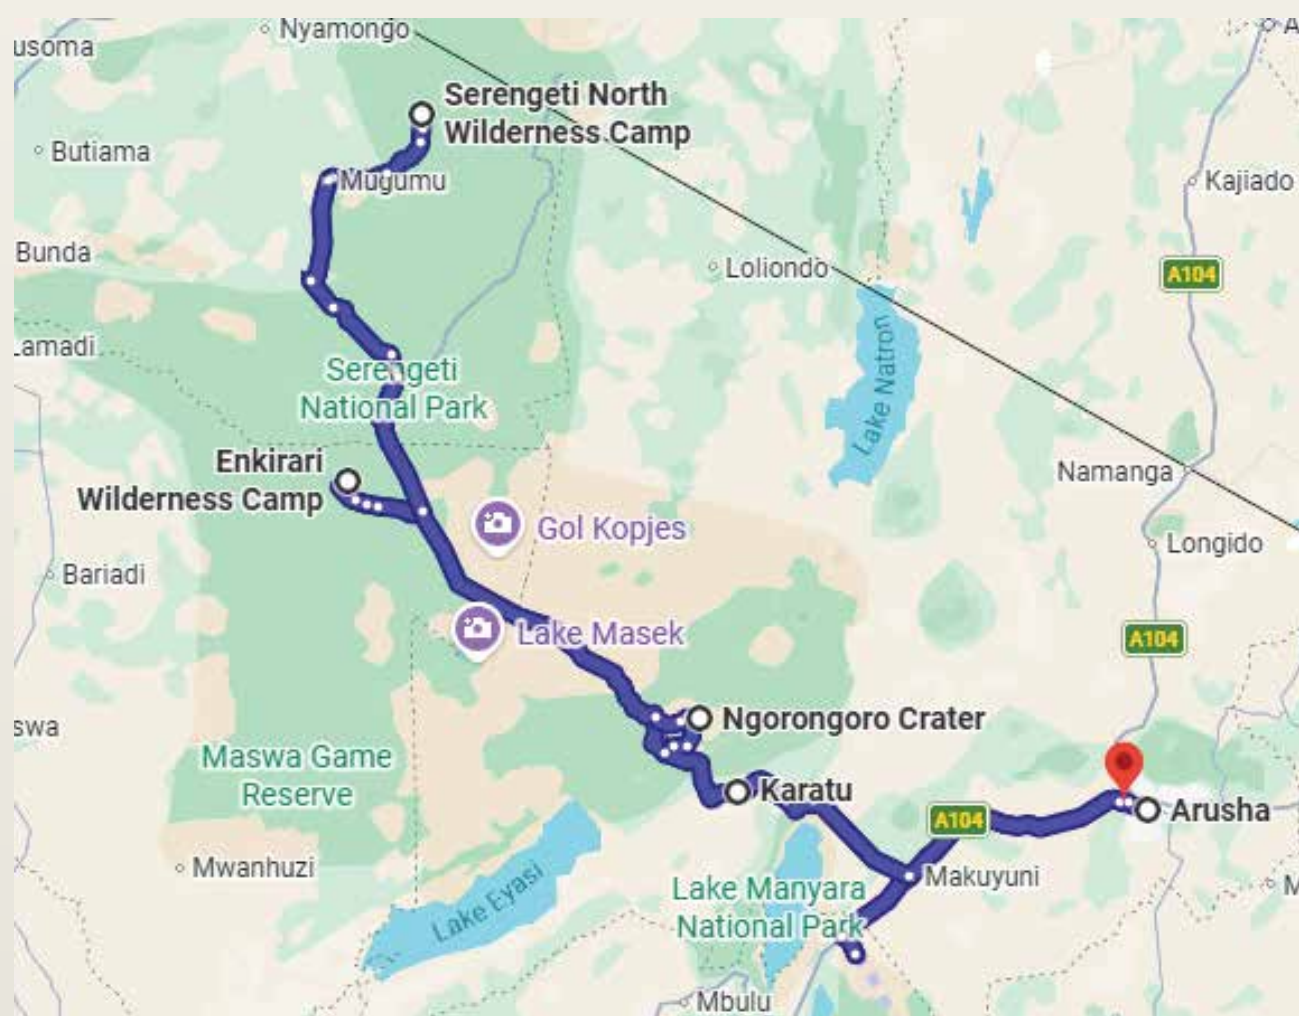 Nyamongo
A
usoma
Serengeti North
Wilderness Camp
Butiama
Mugumu
Kajiado
Bunda
Loliondo
A104
Lamadi
Lake Natron
Serengeti
National Park
Enkirari
Wilderness Camp
Namanga
Gol Kopjes
Longido
Bariadi
Lake Masek
A104
Ngorongoro Crater
swa
Maswa Game
Reserve
Karatu
Arusha
A104
Mwanhuzi
Makuyuni
Lake Eyasi
Lake Manyara
National Park
M
Mbulu